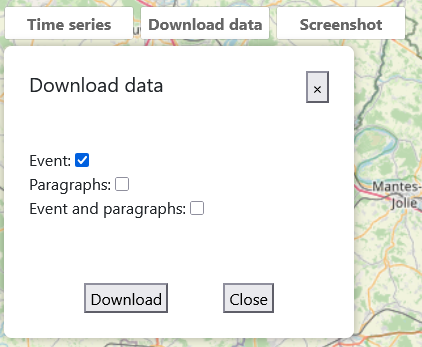 Time series Download data Screenshot
Download data ×
Event:
Paragraphs:
Event and paragraphs:
Mantes-
Jolie
Download Close